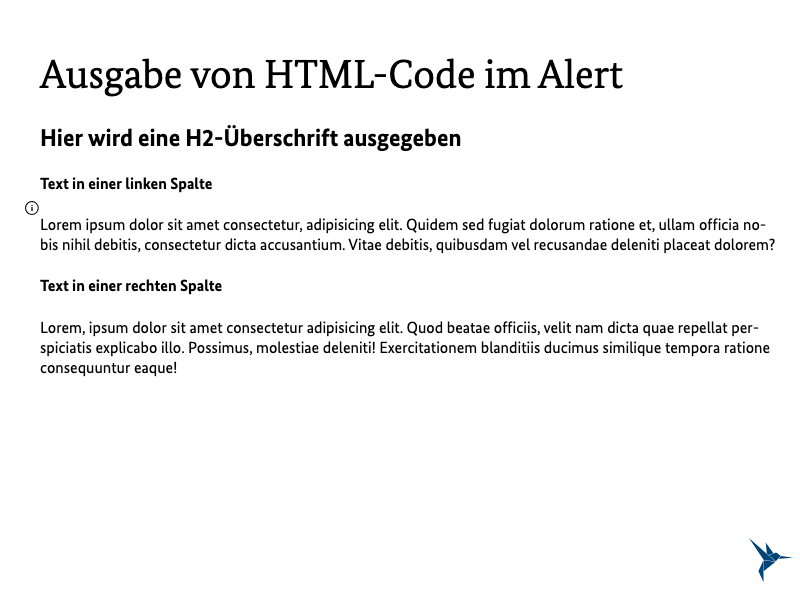 Ausgabe von HTML-Code im Alert
Hier wird eine H2-Überschrift ausgegeben
Text in einer linken Spalte
Lorem ipsum dolor sit amet consectetur, adipisicing elit. Quidem sed fugiat dolorum ratione et, ullam officia no-
bis nihil debitis, consectetur dicta accusantium. Vitae debitis, quibusdam vel recusandae deleniti placeat dolorem?
Text in einer rechten Spalte
Lorem, ipsum dolor sit amet consectetur adipisicing elit. Quod beatae officiis, velit nam dicta quae repellat per-
spiciatis explicabo illo. Possimus, molestiae deleniti! Exercitationem blanditiis ducimus similique tempora ratione
consequuntur eaque!